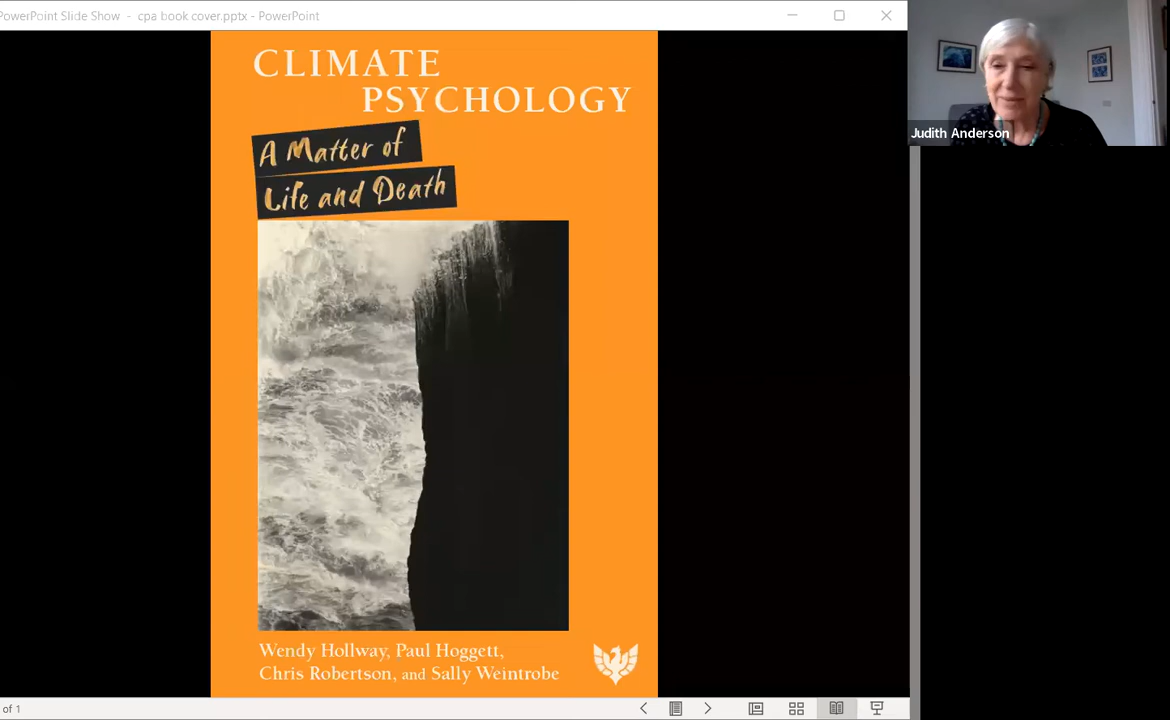 PowerPoint Slide Show - cpa book cover.pptx - PowerPoint
CLIMATE
PSYCHOLOGY
A Matter of
Life and Death
Wendy Hollway, Paul Hoggett,
Chris Robertson, and Sally Weintrobe
Judith Anderson
of 1